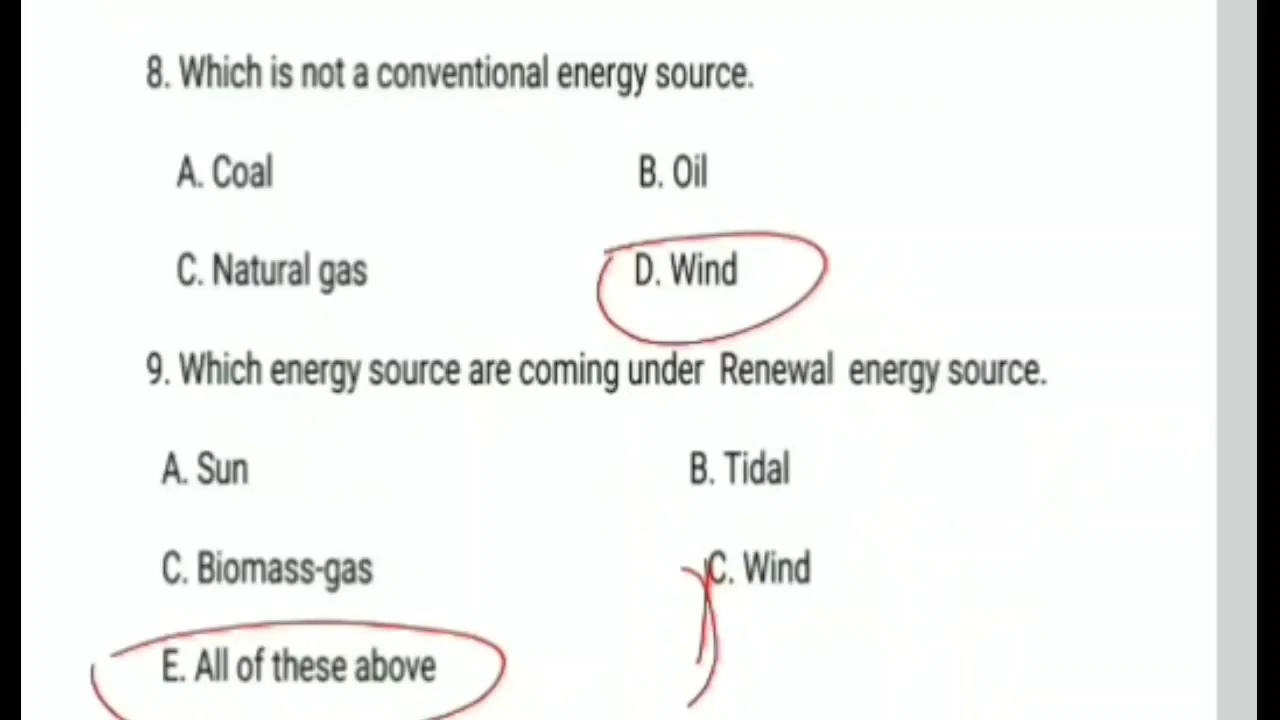 8. Which is not a conventional energy source.
A. Coal B. Oil
C. Natural gas D. Wind
9. Which energy source are coming under Renewal energy source.
A. Sun B. Tidal
C. Biomass-gas C. Wind
E. All of these above